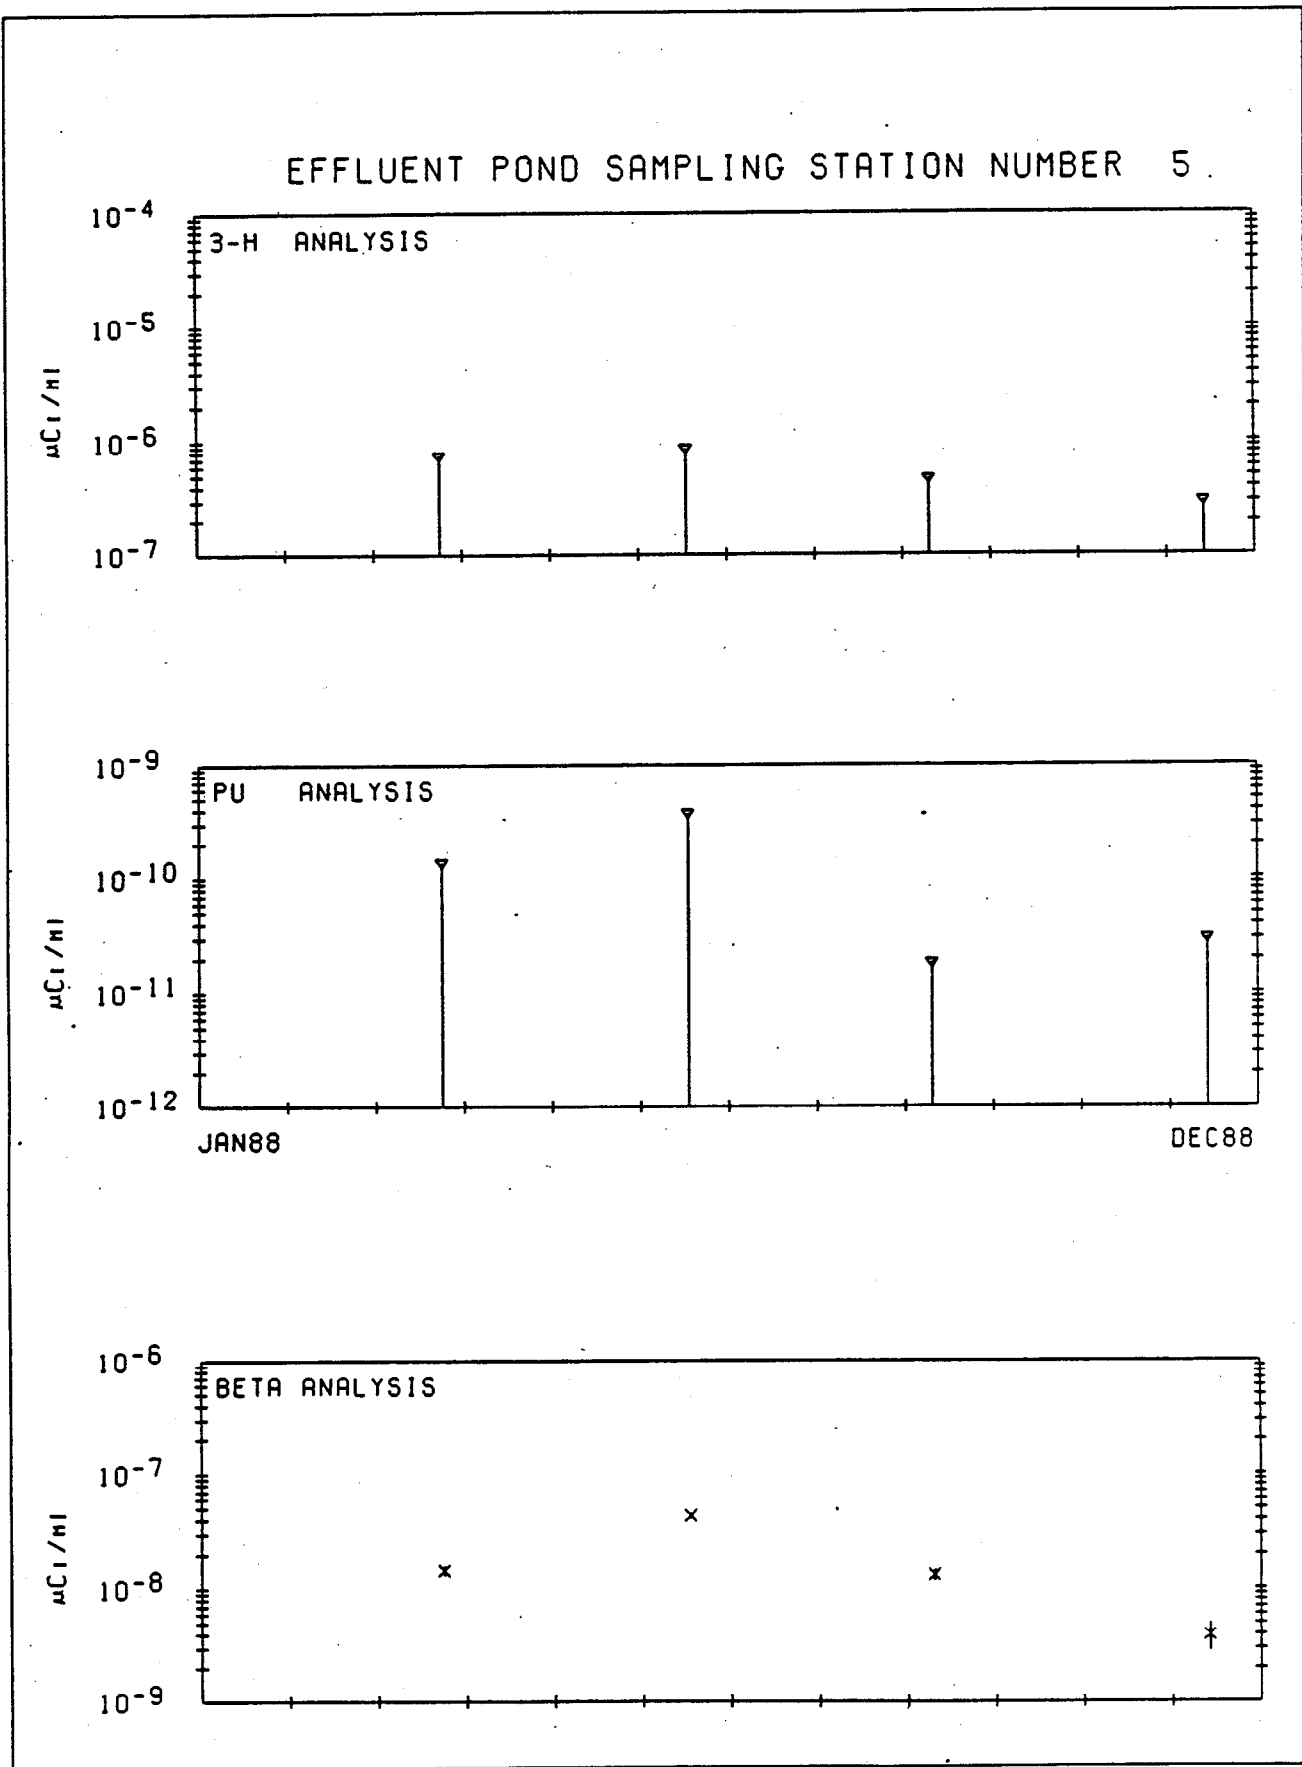 EFFLUENT POND SAMPLING STATION NUMBER 5
10-4
3-H ANALYSIS
10-5
µCi/ml
10-6
10-7
10-9
PU ANALYSIS
10-10
µCi/ml
10-11
10-12
JAN88 DEC88
10-6
BETA ANALYSIS
10-7
µCi/ml
10-8
10-9